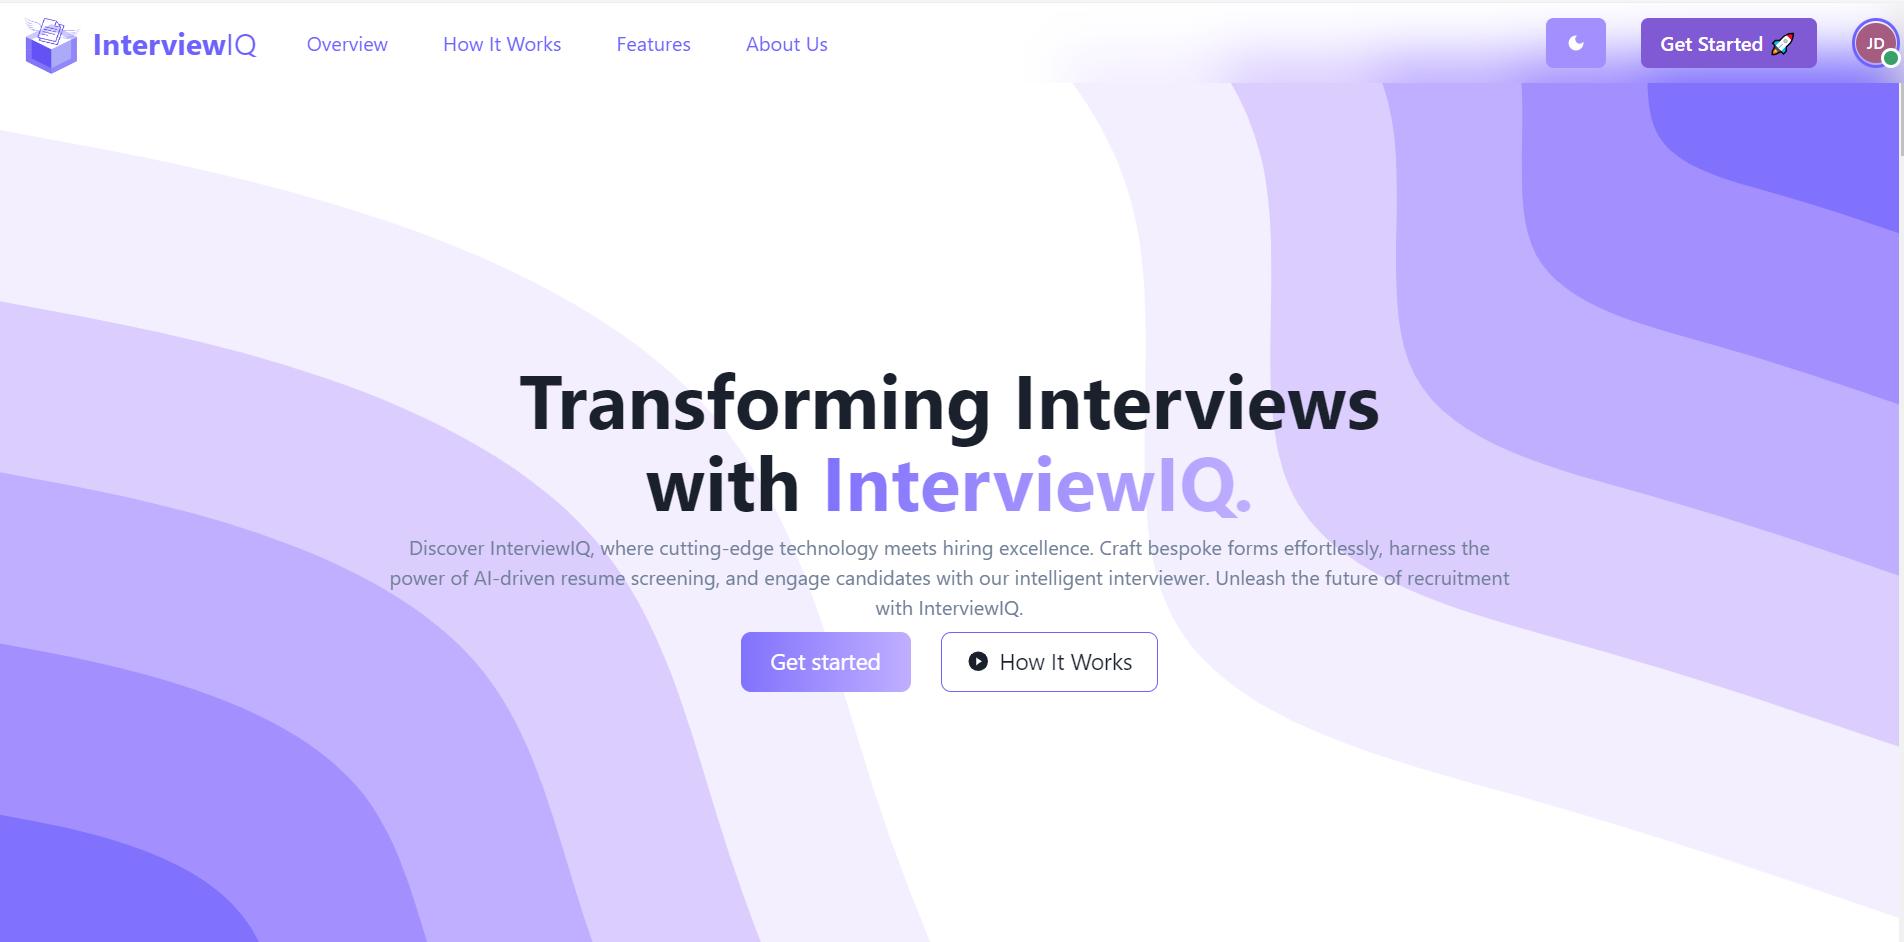 InterviewIQ
Overview
How It Works
Features
About Us
Get Started 🚀
JD
Transforming Interviews
with InterviewIQ.
Discover InterviewIQ, where cutting-edge technology meets hiring excellence. Craft bespoke forms effortlessly, harness the
power of AI-driven resume screening, and engage candidates with our intelligent interviewer. Unleash the future of recruitment
with InterviewIQ.
Get started
How It Works